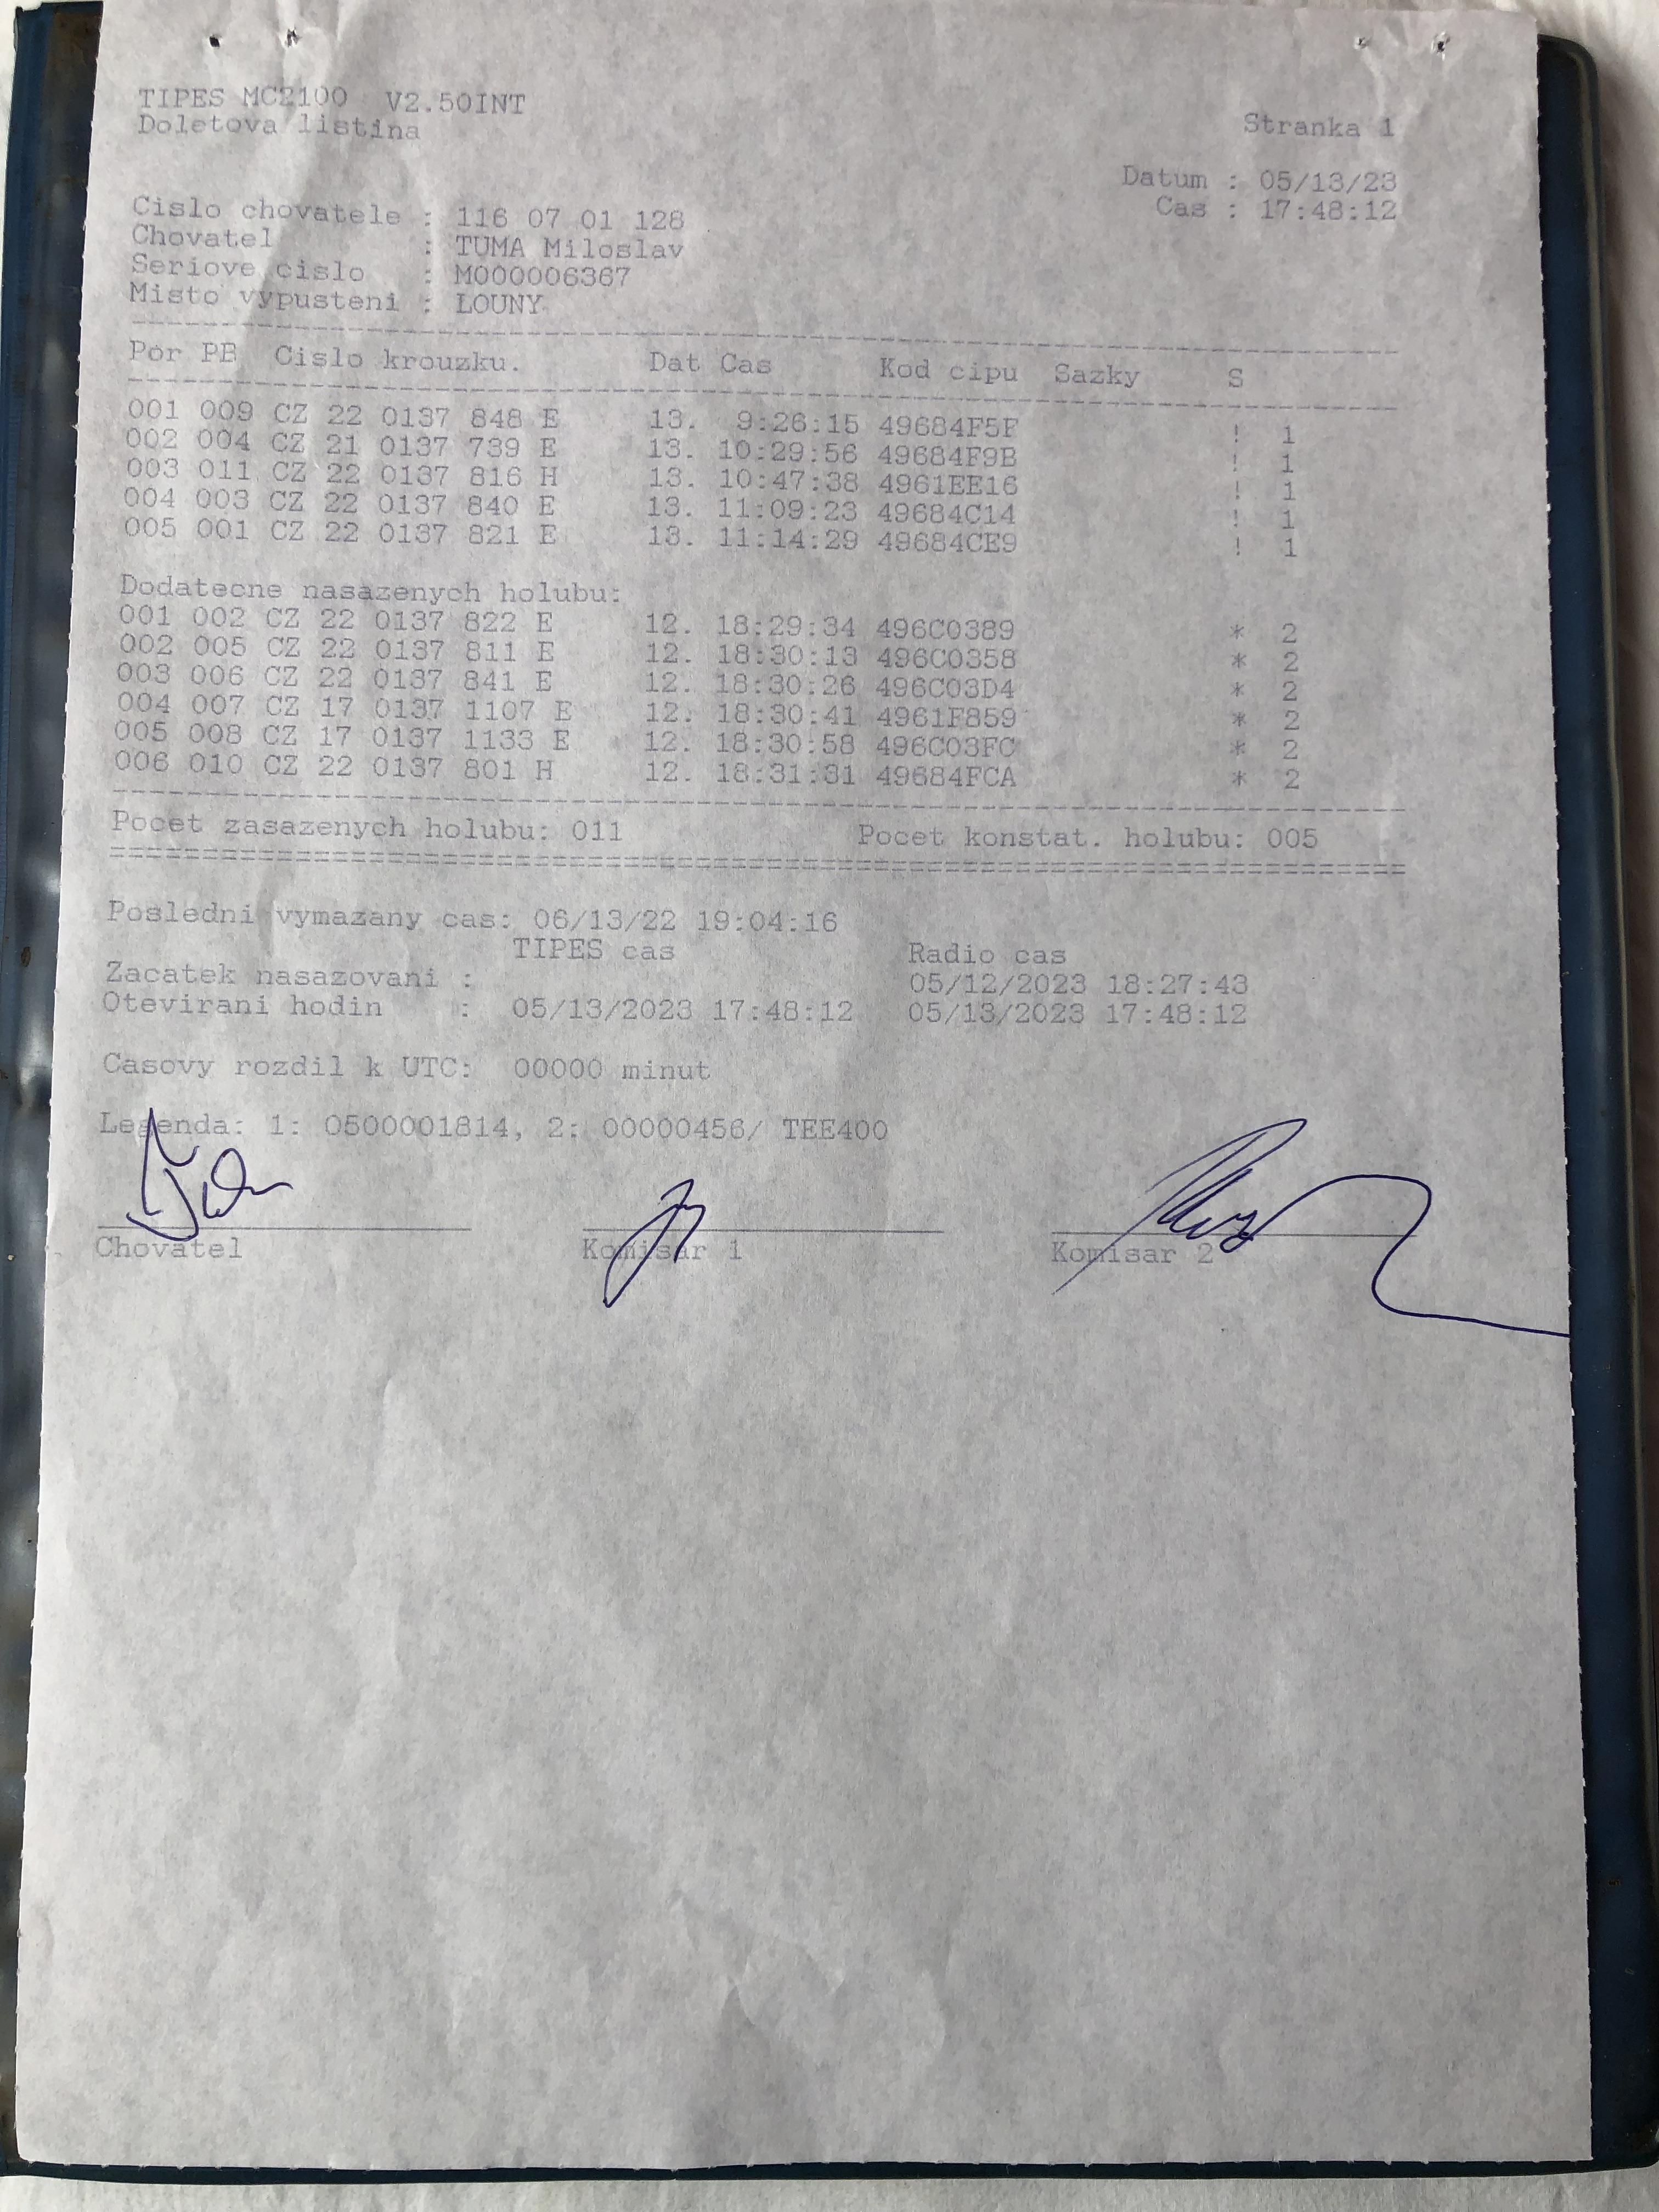 TIPES MC2100 V2.50INT
Doletova listina
Stranka 1
Datum : 05/13/23
Cas : 17:48:12
Cislo chovatele : 116 07 01 128
Chovatel : TUMA Miloslav
Seriove cislo : M000006367
Misto vypusteni : LOUNY
Por PB Cislo krouzku. Dat Cas Kod cipu Sazky S
001 009 CZ 22 0137 848 E 13. 9:26:15 49684F5F ! 1
002 004 CZ 21 0137 739 E 13. 10:29:56 49684F9B ! 1
003 011 CZ 22 0137 816 H 13. 10:47:38 4961EE16 ! 1
004 003 CZ 22 0137 840 E 13. 11:09:23 49684C14 ! 1
005 001 CZ 22 0137 821 E 13. 11:14:29 49684CE9 ! 1
Dodatecne nasazenych holubu:
001 002 CZ 22 0137 822 E 12. 18:29:34 496C0389 * 2
002 005 CZ 22 0137 811 E 12. 18:30:13 496C0358 * 2
003 006 CZ 22 0137 841 E 12. 18:30:26 496C03D4 * 2
004 007 CZ 17 0137 1107 E 12. 18:30:41 4961F859 * 2
005 008 CZ 17 0137 1133 E 12. 18:30:58 496C03FC * 2
006 010 CZ 22 0137 801 H 12. 18:31:31 49684FCA * 2
Pocet zasazenych holubu: 011 Pocet konstat. holubu: 005
Posledni vymazany cas: 06/13/22 19:04:16
TIPES cas Radio cas
Zacatek nasazovani : 05/12/2023 18:27:43
Otevirani hodin : 05/13/2023 17:48:12 05/13/2023 17:48:12
Casovy rozdil k UTC: 00000 minut
Legenda: 1: 0500001814, 2: 00000456/ TEE400
Chovatel Komisar 1 Komisar 2